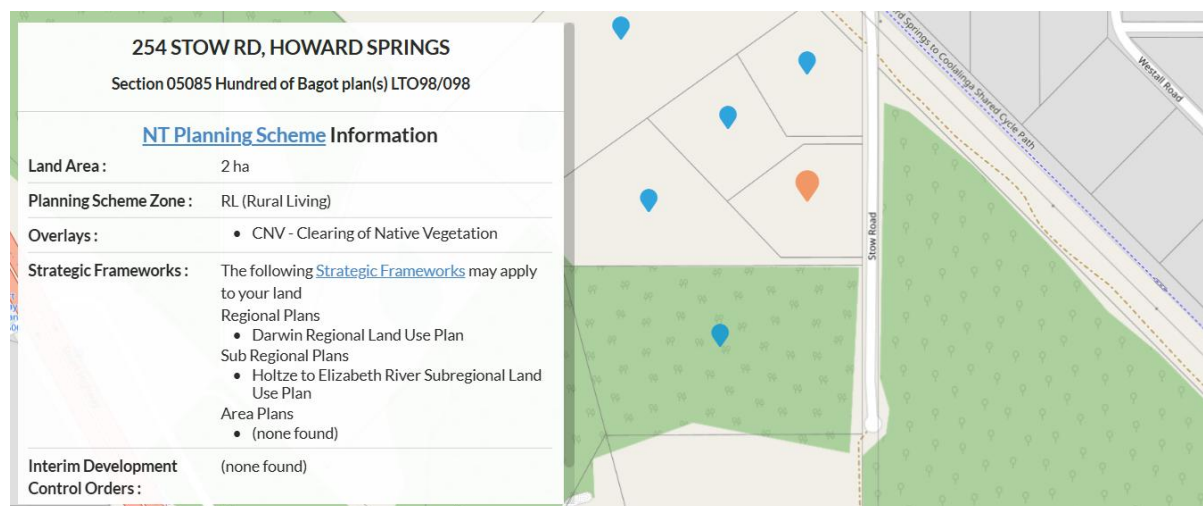 254 STOW RD, HOWARD SPRINGS
Section 05085 Hundred of Bagot plan(s) LTO98/098
NT Planning Scheme Information
Land Area : 2 ha
Planning Scheme Zone : RL (Rural Living)
Overlays : • CNV - Clearing of Native Vegetation
Strategic Frameworks : The following Strategic Frameworks may apply
to your land
Regional Plans
• Darwin Regional Land Use Plan
Sub Regional Plans
• Holtze to Elizabeth River Subregional Land
Use Plan
Area Plans
• (none found)
Interim Development (none found)
Control Orders :
Springs to Coolalinga Shared Cycle Path
Westall Road
Stow Road